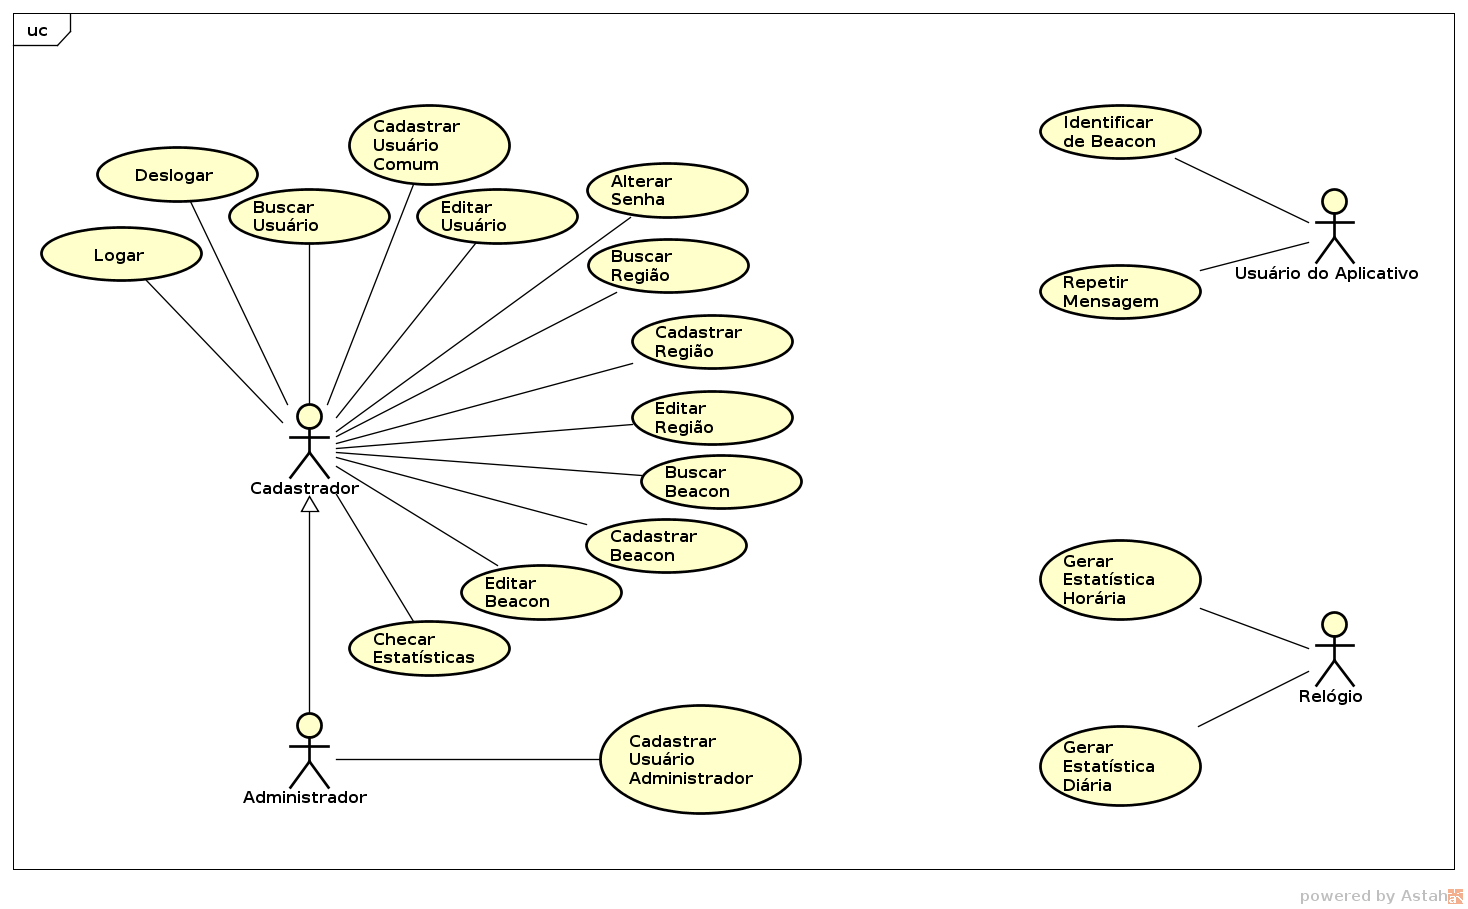 uc
Cadastrar
Usuário
Comum
Deslogar
Buscar
Usuário
Editar
Usuário
Alterar
Senha
Logar
Buscar
Região
Cadastrar
Região
Editar
Região
Buscar
Beacon
Cadastrador
Cadastrar
Beacon
Editar
Beacon
Checar
Estatísticas
Cadastrar
Usuário
Administrador
Administrador
Identificar
de Beacon
Usuário do Aplicativo
Repetir
Mensagem
Gerar
Estatística
Horária
Relógio
Gerar
Estatística
Diária
powered by Astah